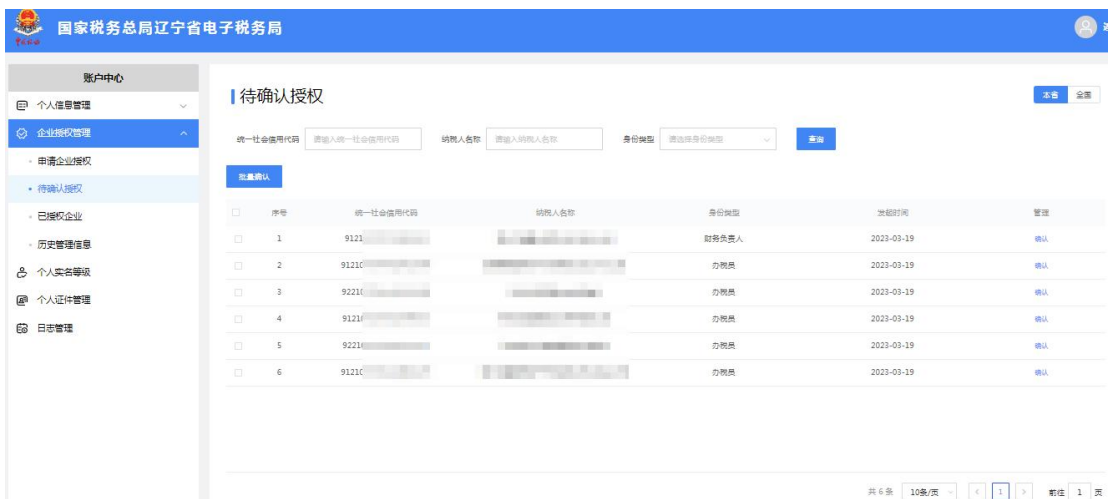 国家税务总局辽宁省电子税务局
账户中心
个人信息管理
企业授权管理
申请企业授权
待确认授权
已授权企业
历史管理信息
个人实名等级
个人证件管理
日志管理
待确认授权
本省 全国
统一社会信用代码 请输入统一社会信用代码 纳税人名称 请输入纳税人名称 身份类型 请选择身份类型 查询
批量确认
序号 统一社会信用代码 纳税人名称 身份类型 发起时间 管理
1 9121 财务负责人 2023-03-19 确认
2 9121 办税员 2023-03-19 确认
3 9221 办税员 2023-03-19 确认
4 9121 办税员 2023-03-19 确认
5 9221 办税员 2023-03-19 确认
6 9121 办税员 2023-03-19 确认
共 6 条 10条/页 < 1 > 前往 1 页